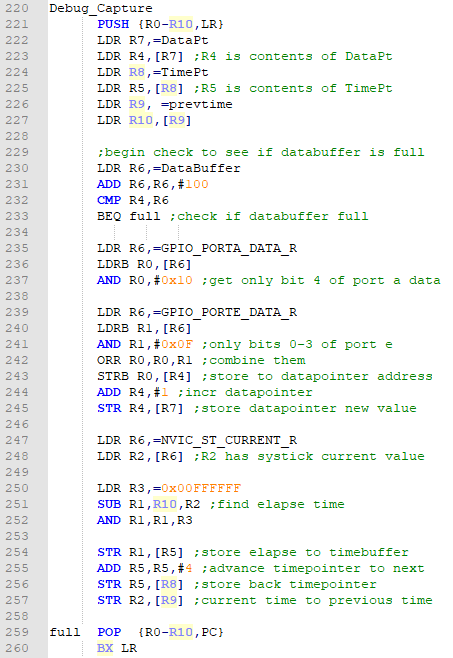 220 Debug_Capture
221 PUSH {R0-R10,LR}
222 LDR R7,=DataPt
223 LDR R4,[R7] ;R4 is contents of DataPt
224 LDR R8,=TimePt
225 LDR R5,[R8] ;R5 is contents of TimePt
226 LDR R9, =prevtime
227 LDR R10,[R9]
228
229 ;begin check to see if databuffer is full
230 LDR R6,=DataBuffer
231 ADD R6,R6,#100
232 CMP R4,R6
233 BEQ full ;check if databuffer full
234
235 LDR R6,=GPIO_PORTA_DATA_R
236 LDRB R0,[R6]
237 AND R0,#0x10 ;get only bit 4 of port a data
238
239 LDR R6,=GPIO_PORTE_DATA_R
240 LDRB R1,[R6]
241 AND R1,#0x0F ;only bits 0-3 of port e
242 ORR R0,R0,R1 ;combine them
243 STRB R0,[R4] ;store to datapointer address
244 ADD R4,#1 ;incr datapointer
245 STR R4,[R7] ;store datapointer new value
246
247 LDR R6,=NVIC_ST_CURRENT_R
248 LDR R2,[R6] ;R2 has systick current value
249
250 LDR R3,=0x00FFFFFF
251 SUB R1,R10,R2 ;find elapse time
252 AND R1,R1,R3
253
254 STR R1,[R5] ;store elapse to timebuffer
255 ADD R5,R5,#4 ;advance timepointer to next
256 STR R5,[R8] ;store back timepointer
257 STR R2,[R9] ;current time to previous time
258
259 full POP {R0-R10,PC}
260 BX LR